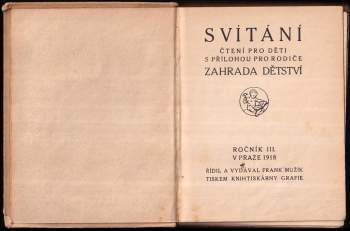 SVÍTÁNÍ
ČTENÍ PRO DĚTI
S PŘÍLOHOU PRO RODIČE
ZAHRADA DĚTSTVÍ
ROČNÍK III.
V PRAZE 1918
ŘÍDIL A VYDÁVAL FRANK MUŽÍK
TISKEM KNIHTISKÁRNY GRAFIE